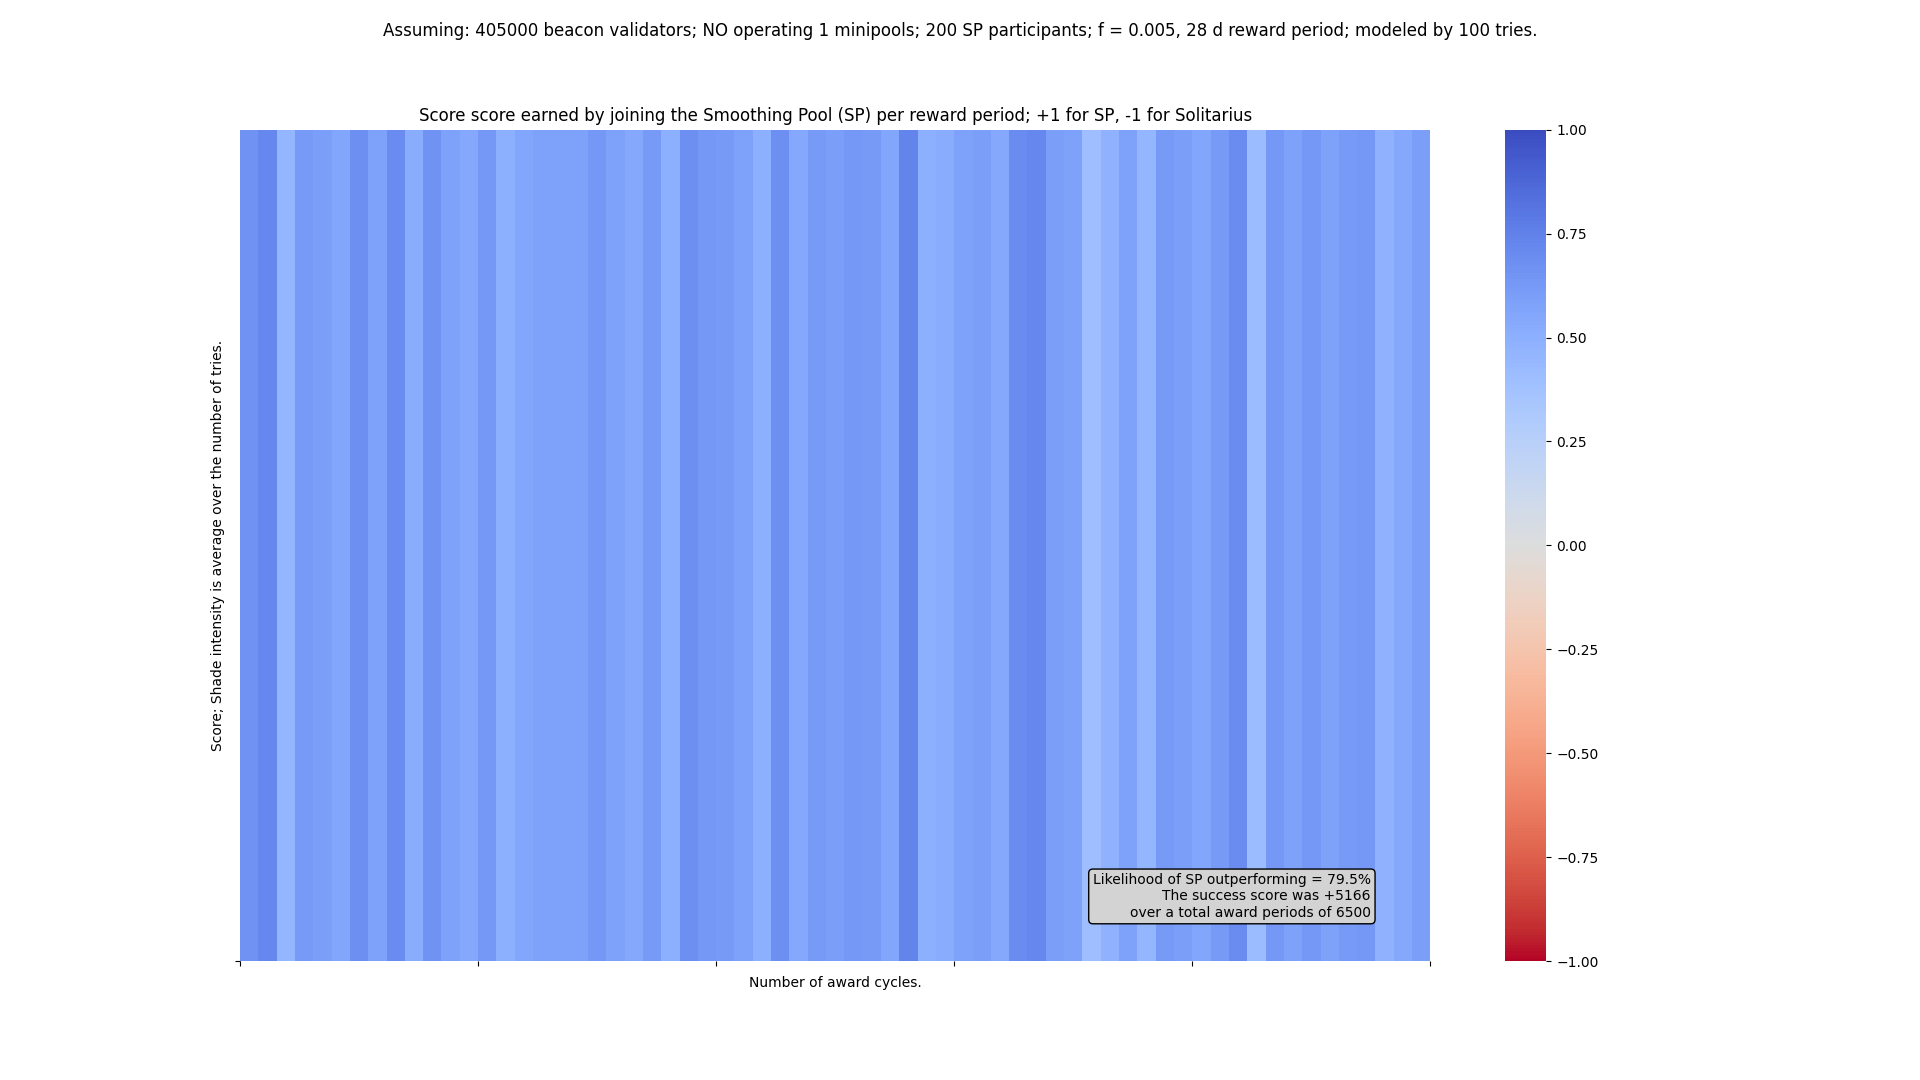 Assuming: 405000 beacon validators; NO operating 1 minipools; 200 SP participants; f = 0.005, 28 d reward period; modeled by 100 tries.
Score score earned by joining the Smoothing Pool (SP) per reward period; +1 for SP, -1 for Solitarius
Score; Shade intensity is average over the number of tries.
Likelihood of SP outperforming = 79.5%
The success score was +5166
over a total award periods of 6500
Number of award cycles.
1.00
0.75
0.50
0.25
0.00
−0.25
−0.50
−0.75
−1.00